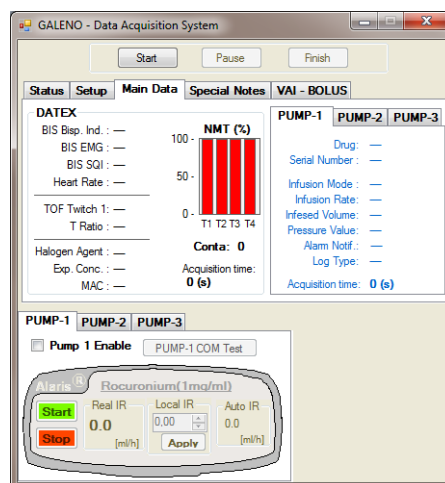 GALENO - Data Acquisition System
Start Pause Finish
Status Setup Main Data Special Notes VAI - BOLUS
DATEX
BIS Bisp. Ind. : —
BIS EMG : —
BIS SQI : —
Heart Rate : —
TOF Twitch 1: —
T Ratio : —
Halogen Agent : —
Exp. Conc. : —
MAC : —
NMT (%)
100 -
50 -
0 -
T1 T2 T3 T4
Conta: 0
Acquisition time:
0 (s)
PUMP-1 PUMP-2 PUMP-3
Drug: —
Serial Number : —
Infusion Mode : —
Infusion Rate: —
Infesed Volume: —
Pressure Value: —
Alarm Notif.: —
Log Type: —
Acquisition time: 0 (s)
PUMP-1 PUMP-2 PUMP-3
Pump 1 Enable PUMP-1 COM Test
Alaris ® Rocuronium(1mg/ml)
Start
Stop
Real IR
0.0
[ml/h]
Local IR
0,00
Apply
Auto IR
0.0
[ml/h]